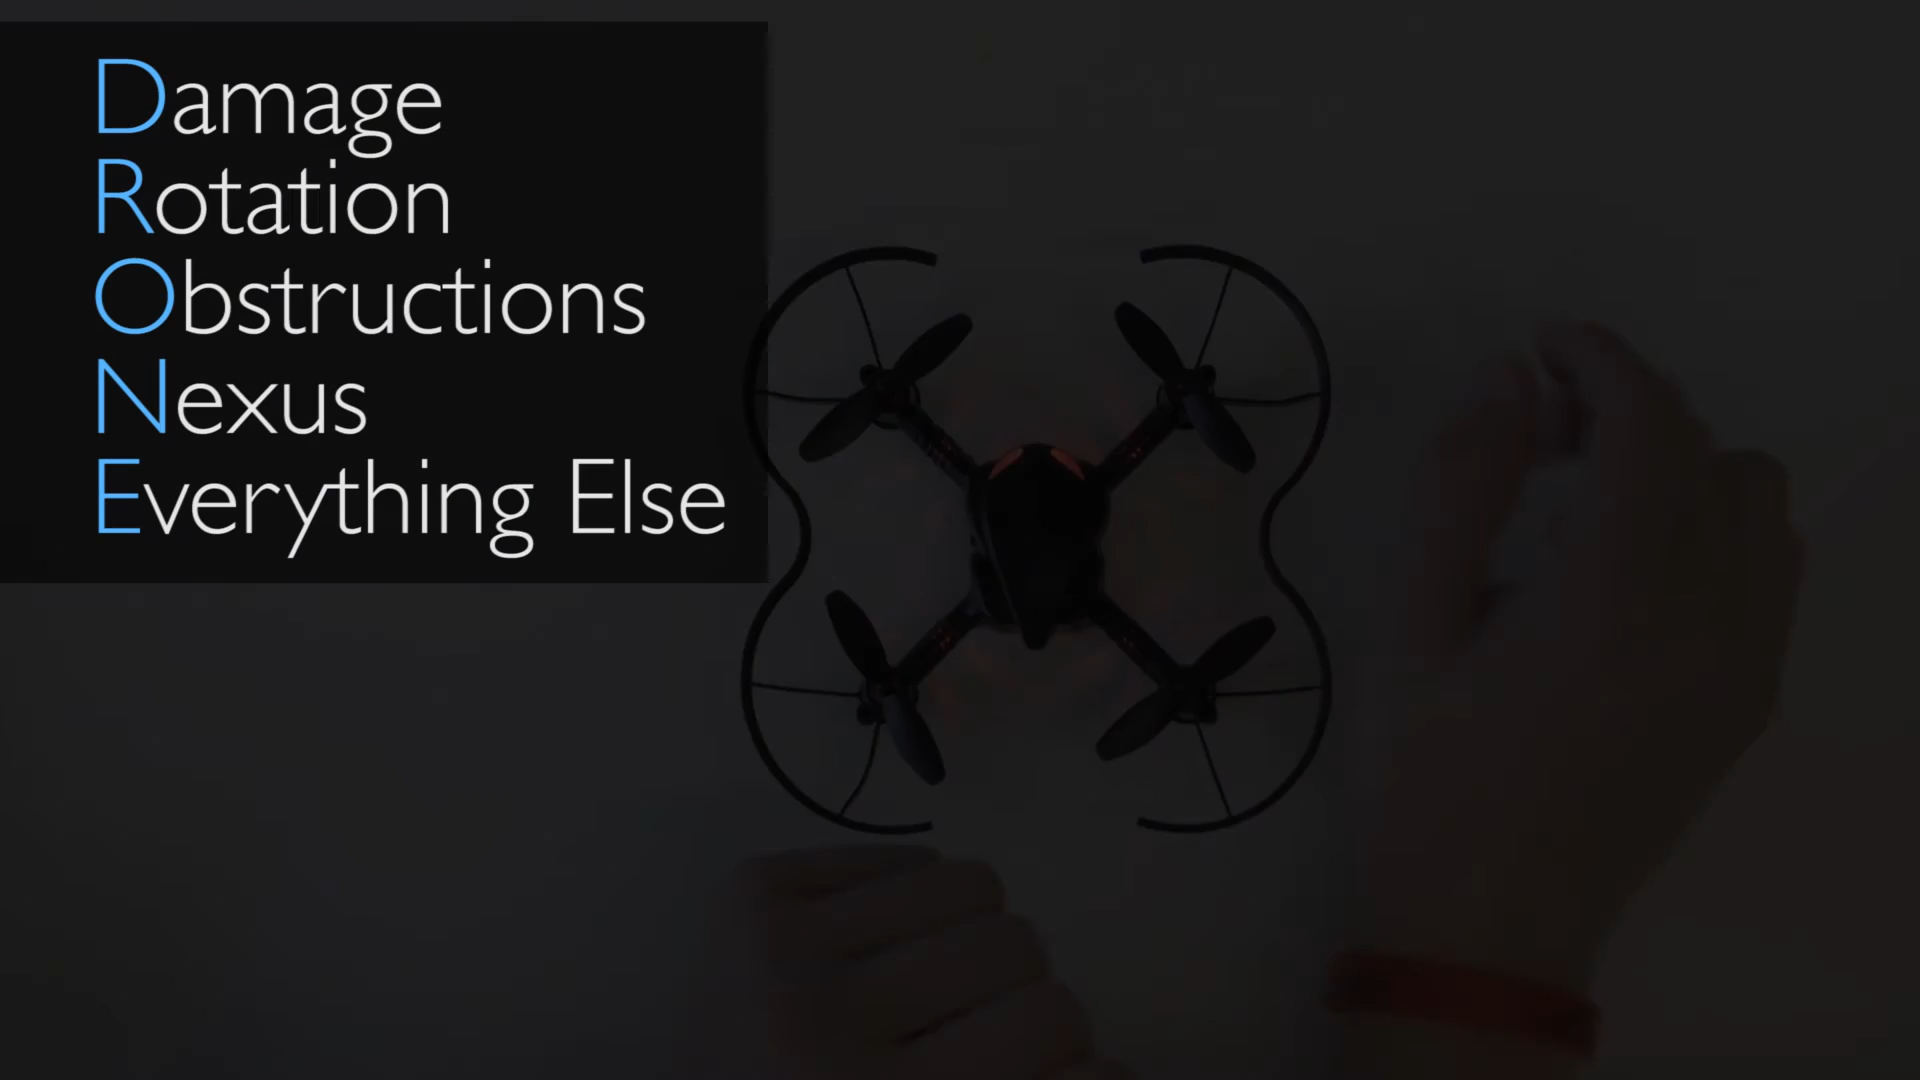 Damage
Rotation
Obstructions
Nexus
Everything Else